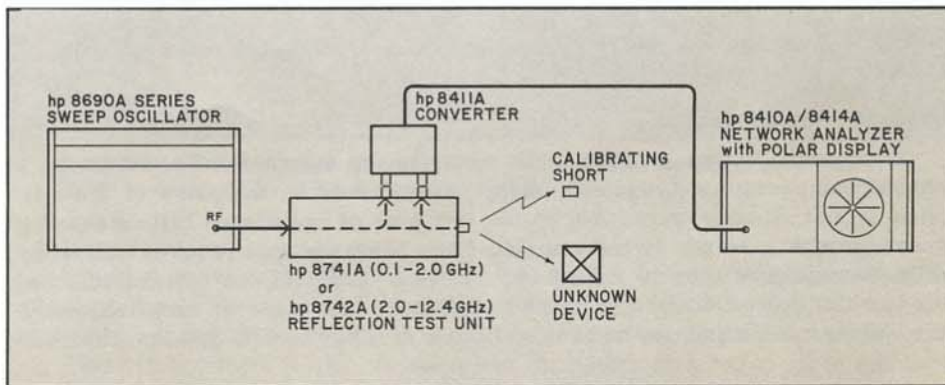 hp 8690A SERIES
SWEEP OSCILLATOR
RF
hp 8411A
CONVERTER
hp 8741A (0.1-2.0 GHz)
or
hp 8742A (2.0-12.4 GHz)
REFLECTION TEST UNIT
CALIBRATING
SHORT
UNKNOWN
DEVICE
hp 8410A/8414A
NETWORK ANALYZER
with POLAR DISPLAY